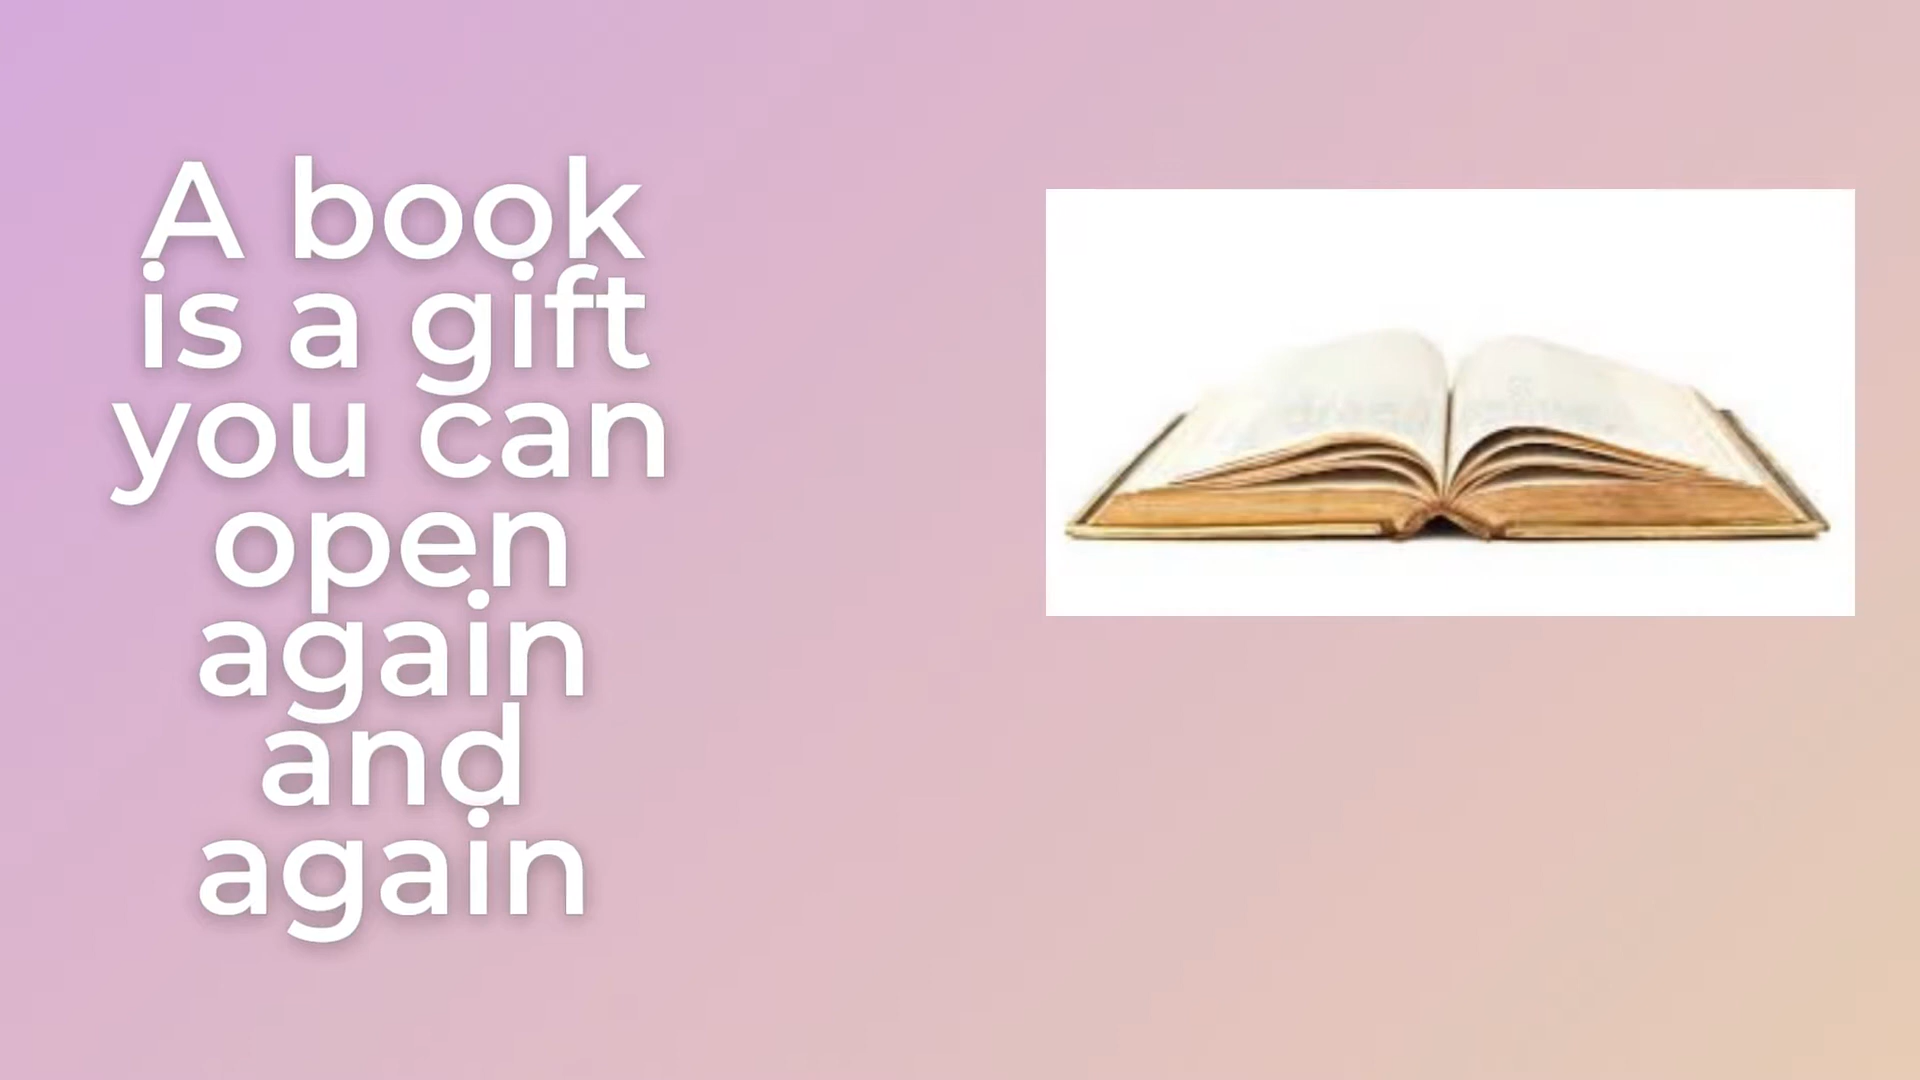 A book
is a gift
you can
open
again
and
again